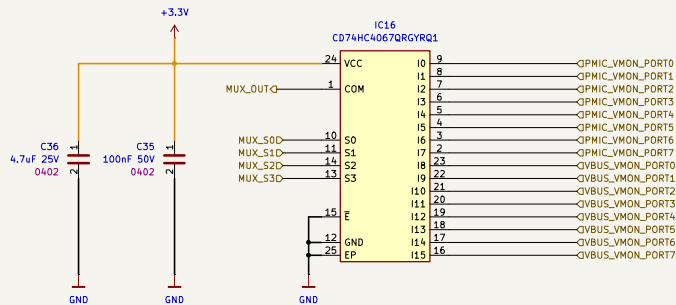 +3.3V
IC16
CD74HC4067QRGYRQ1
24 VCC I0 9 PMIC_VMON_PORT0
I1 8 PMIC_VMON_PORT1
MUX_OUT 1 COM I2 7 PMIC_VMON_PORT2
I3 6 PMIC_VMON_PORT3
I4 5 PMIC_VMON_PORT4
I5 4 PMIC_VMON_PORT5
MUX_S0 10 S0 I6 3 PMIC_VMON_PORT6
MUX_S1 11 S1 I7 2 PMIC_VMON_PORT7
MUX_S2 14 S2 I8 23 VBUS_VMON_PORT0
MUX_S3 13 S3 I9 22 VBUS_VMON_PORT1
I10 21 VBUS_VMON_PORT2
I11 20 VBUS_VMON_PORT3
15 E̅ I12 19 VBUS_VMON_PORT4
I13 18 VBUS_VMON_PORT5
12 GND I14 17 VBUS_VMON_PORT6
25 EP I15 16 VBUS_VMON_PORT7
C36 1
4.7uF 25V
0402 2
C35 1
100nF 50V
0402 2
GND
GND
GND